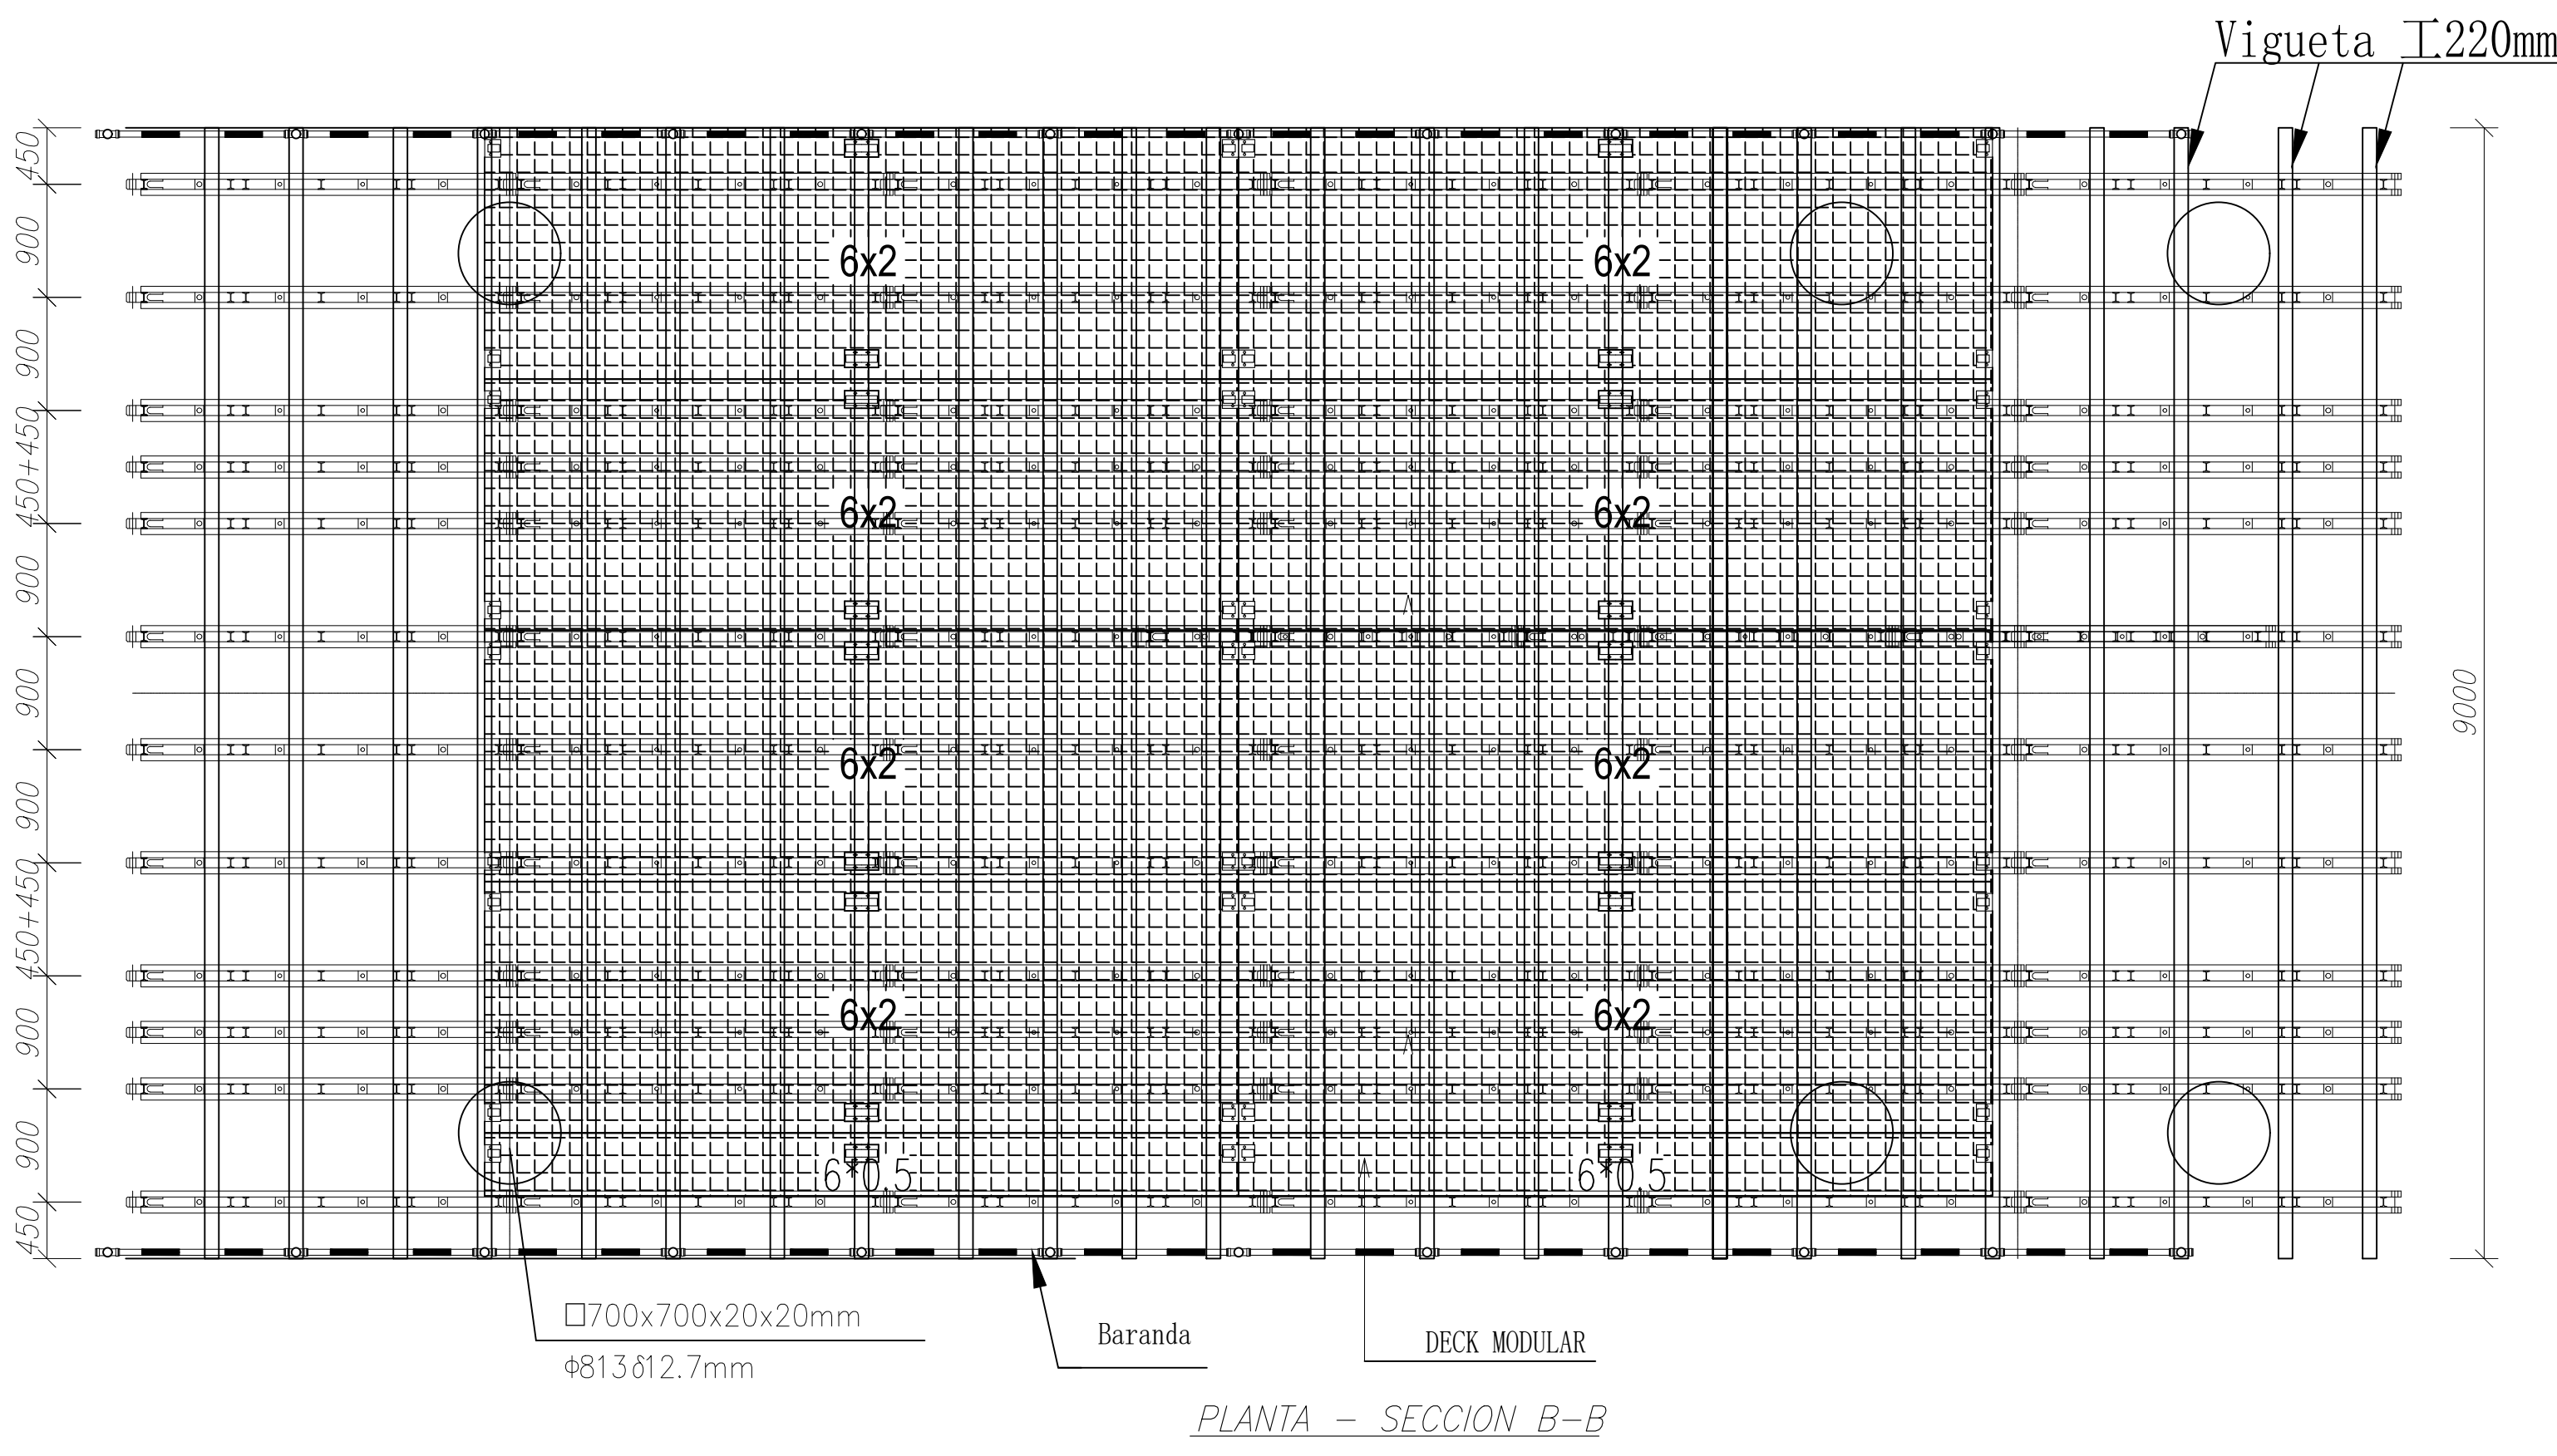 Vigueta 工220mm
450
900
900
450+450
900
900
900
450+450
900
900
450
9000
6x2
6x2
6x2
6x2
6x2
6x2
6x2
6x2
6*0.5
6*0.5
□700x700x20x20mm
Φ813δ12.7mm
Baranda
DECK MODULAR
PLANTA - SECCION B-B